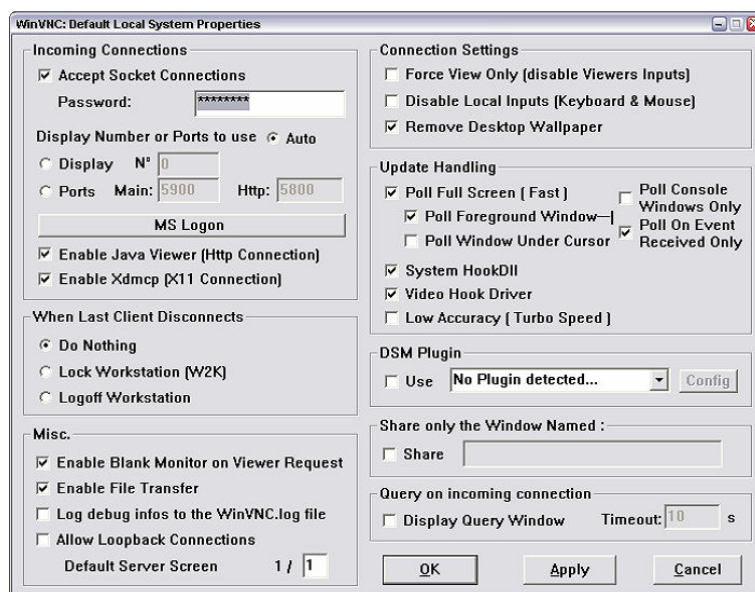 WinVNC: Default Local System Properties
Incoming Connections
Accept Socket Connections
Password: ********
Display Number or Ports to use Auto
Display N° 0
Ports Main: 5900 Http: 5800
MS Logon
Enable Java Viewer (Http Connection)
Enable Xdmcp (X11 Connection)
When Last Client Disconnects
Do Nothing
Lock Workstation (W2K)
Logoff Workstation
Misc.
Enable Blank Monitor on Viewer Request
Enable File Transfer
Log debug infos to the WinVNC.log file
Allow Loopback Connections
Default Server Screen 1 / 1
Connection Settings
Force View Only (disable Viewers Inputs)
Disable Local Inputs (Keyboard & Mouse)
Remove Desktop Wallpaper
Update Handling
Poll Full Screen ( Fast )
Poll Foreground Window
Poll Window Under Cursor
Poll Console
Windows Only
Poll On Event
Received Only
System HookDll
Video Hook Driver
Low Accuracy ( Turbo Speed )
DSM Plugin
Use No Plugin detected... Config
Share only the Window Named :
Share
Query on incoming connection
Display Query Window Timeout: 10 s
OK Apply Cancel